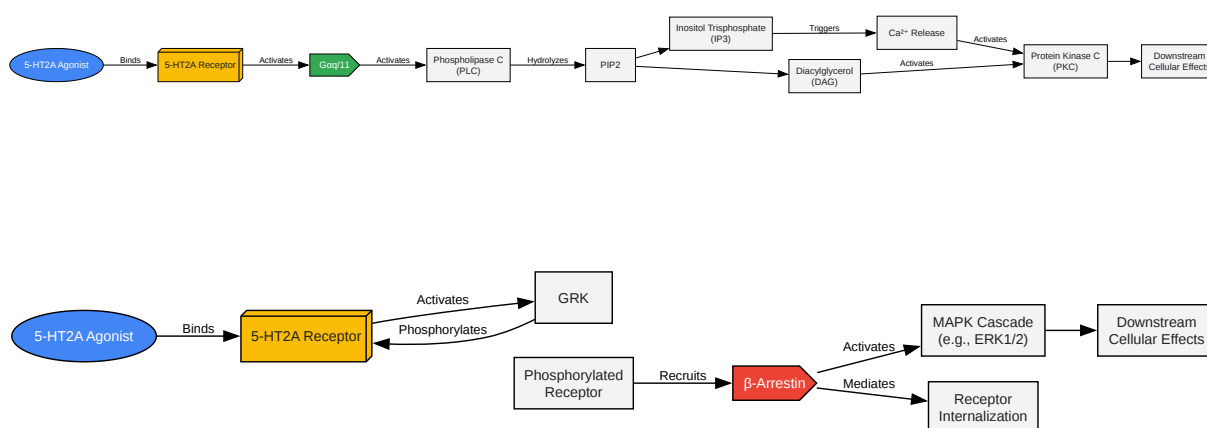 5-HT2A Agonist
Binds
5-HT2A Receptor
Activates
Gαq/11
Activates
Phospholipase C
(PLC)
Hydrolyzes
PIP2
Inositol Trisphosphate
(IP3)
Triggers
Ca²⁺ Release
Activates
Diacylglycerol
(DAG)
Activates
Protein Kinase C
(PKC)
Downstream
Cellular Effects
5-HT2A Agonist
Binds
5-HT2A Receptor
Activates
GRK
Phosphorylates
Phosphorylated
Receptor
Recruits
β-Arrestin
Activates
MAPK Cascade
(e.g., ERK1/2)
Downstream
Cellular Effects
Mediates
Receptor
Internalization